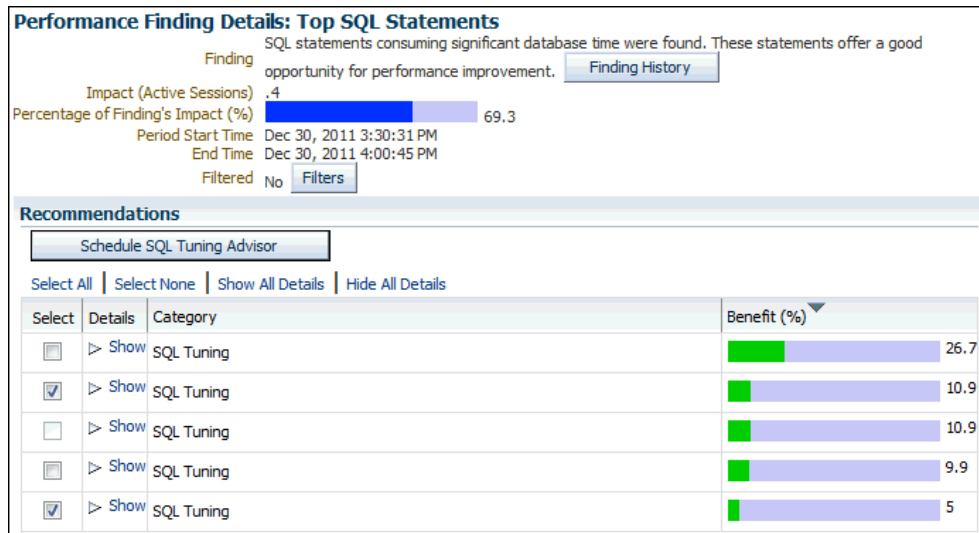 Performance Finding Details: Top SQL Statements
Finding SQL statements consuming significant database time were found. These statements offer a good
opportunity for performance improvement. Finding History
Impact (Active Sessions) .4
Percentage of Finding's Impact (%) 69.3
Period Start Time Dec 30, 2011 3:30:31 PM
End Time Dec 30, 2011 4:00:45 PM
Filtered No Filters
Recommendations
Schedule SQL Tuning Advisor
Select All | Select None | Show All Details | Hide All Details
Select Details Category Benefit (%)
Show SQL Tuning 26.7
Show SQL Tuning 10.9
Show SQL Tuning 10.9
Show SQL Tuning 9.9
Show SQL Tuning 5